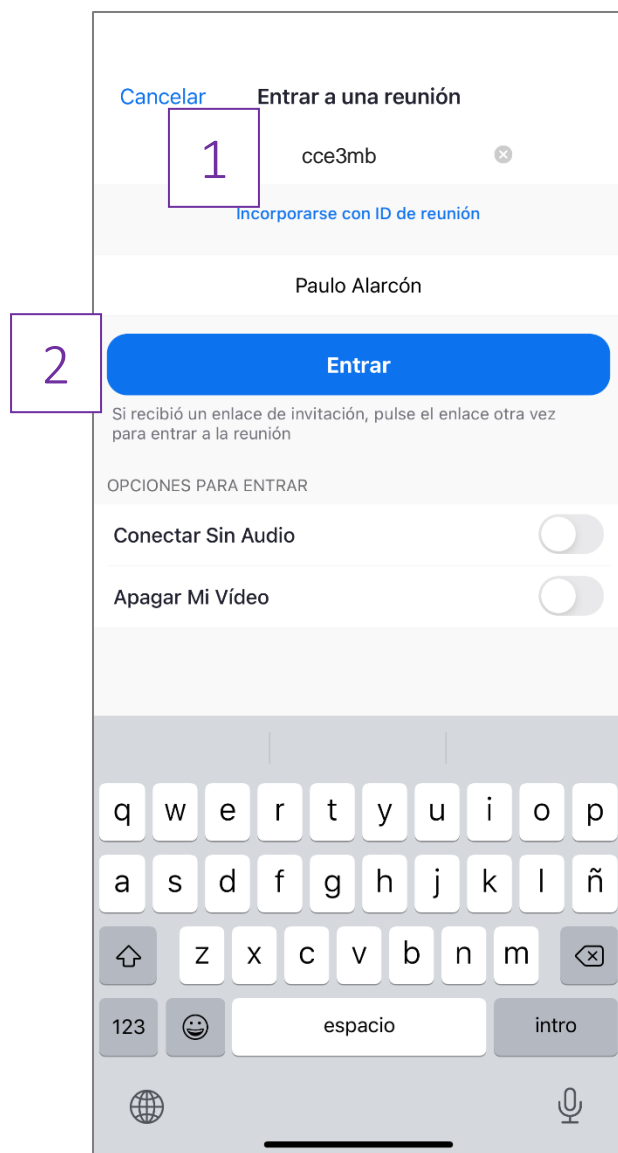 Cancelar Entrar a una reunión
1 cce3mb
Incorporarse con ID de reunión
Paulo Alarcón
2 Entrar
Si recibió un enlace de invitación, pulse el enlace otra vez
para entrar a la reunión
OPCIONES PARA ENTRAR
Conectar Sin Audio
Apagar Mi Vídeo
q w e r t y u i o p
a s d f g h j k l ñ
z x c v b n m
123 espacio intro